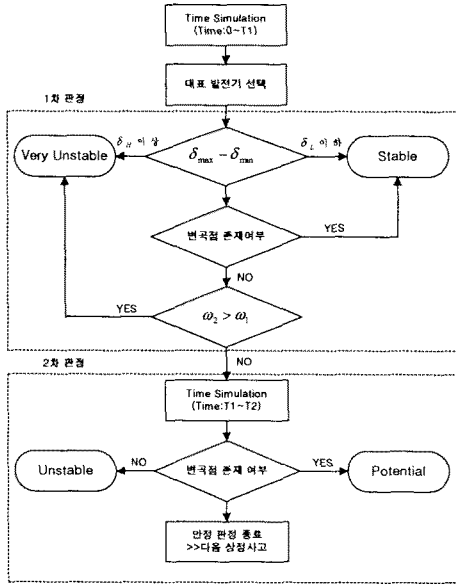 Time Simulation
(Time:0~T1)
대표 발전기 선택
1차 판정
Very Unstable
δH 이상
δmax − δmin
δL 이하
Stable
변곡점 존재여부
YES
NO
YES
ω2 > ω1
NO
2차 판정
Time Simulation
(Time:T1~T2)
Unstable
NO
변곡점 존재 여부
YES
Potential
안정 판정 종료
>>다음 상정사고